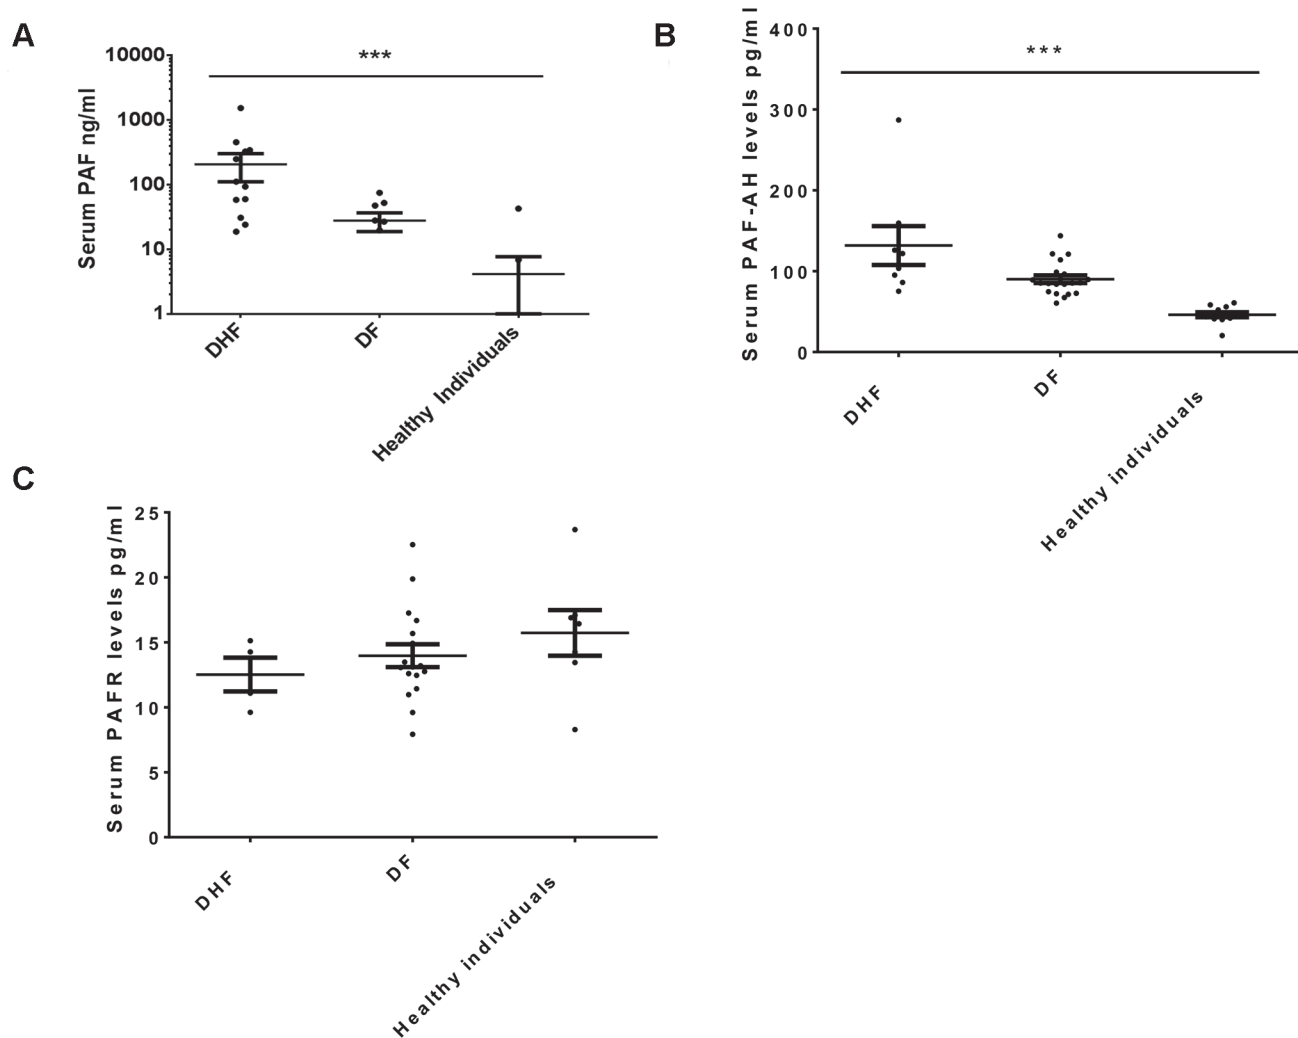 A
Serum PAF ng/ml
10000
1000
100
10
1
***
DHF
DF
Healthy Individuals
B
Serum PAF-AH levels pg/ml
400
300
200
100
0
***
DHF
DF
Healthy individuals
C
Serum PAFR levels pg/ml
25
20
15
10
5
0
DHF
DF
Healthy individuals